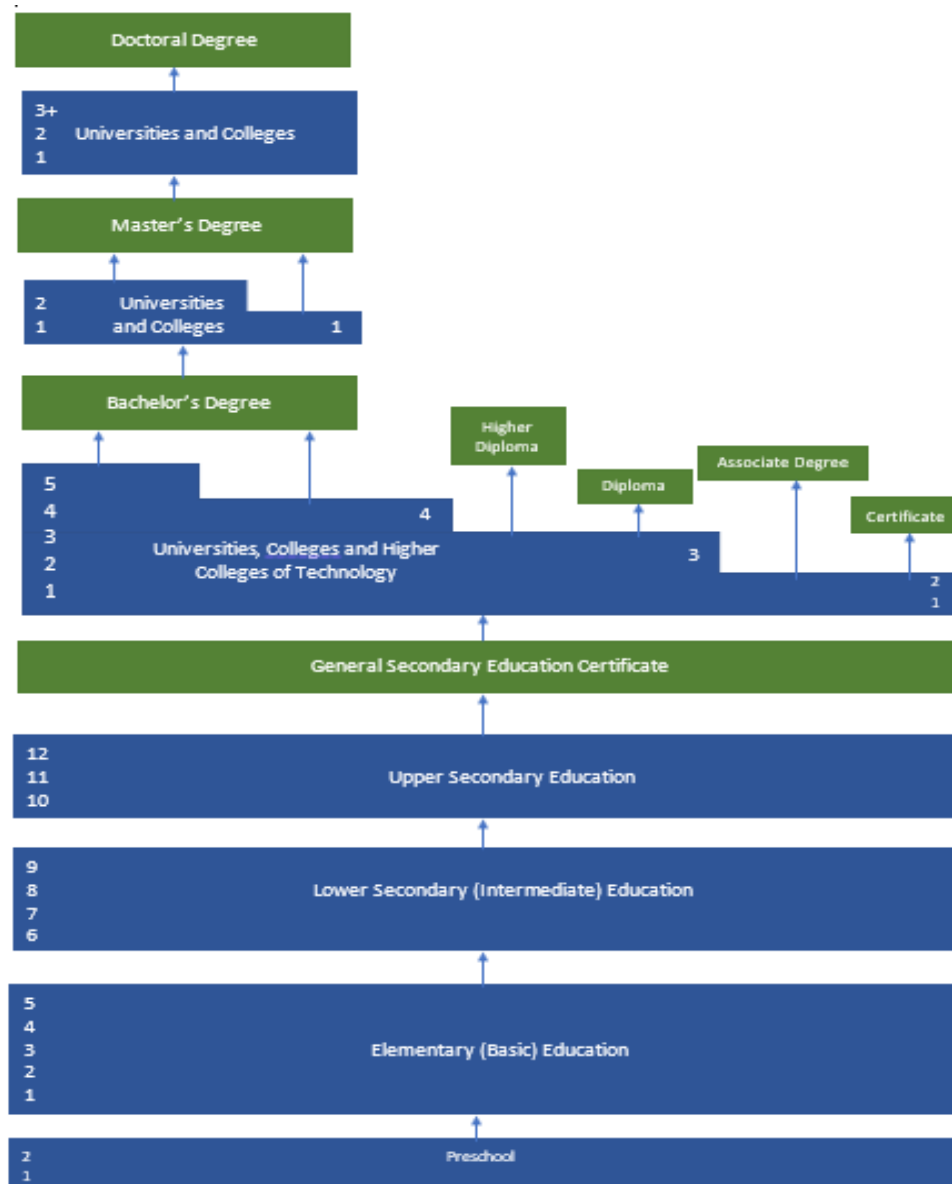 Doctoral Degree
3+
2 Universities and Colleges
1
Master's Degree
2 Universities
1 and Colleges 1
Bachelor's Degree
Higher
Diploma
Associate Degree
Diploma
Certificate
5
4 4
3 Universities, Colleges and Higher 3
2 Colleges of Technology 2
1 1
General Secondary Education Certificate
12
11 Upper Secondary Education
10
9
8 Lower Secondary (Intermediate) Education
7
6
5
4
3 Elementary (Basic) Education
2
1
2 Preschool
1